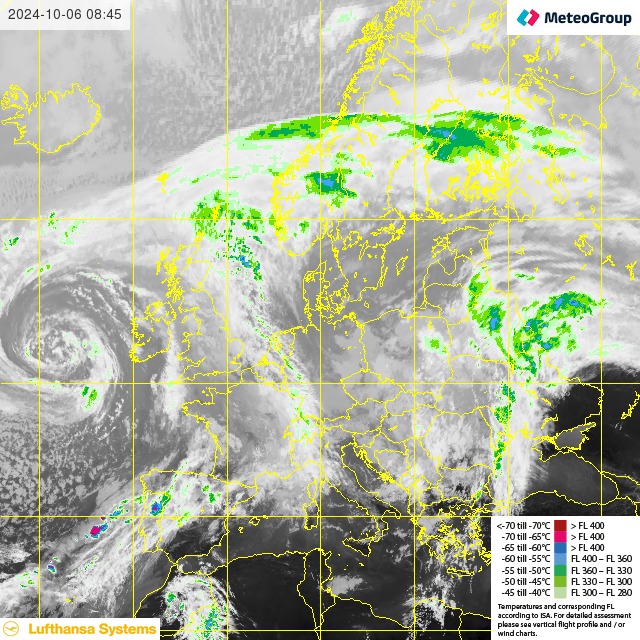 2024-10-06 08:45
MeteoGroup
<-70 till -70°C > FL 400
-70 till -65°C > FL 400
-65 till -60°C > FL 400
-60 till -55°C FL 400 - FL 360
-55 till -50°C FL 360 - FL 330
-50 till -45°C FL 330 - FL 300
-45 till -40°C FL 300 - FL 280
Temperatures and corresponding FL
according to ISA. For detailed assessment
please see vertical flight profile and / or
wind charts.
Lufthansa Systems